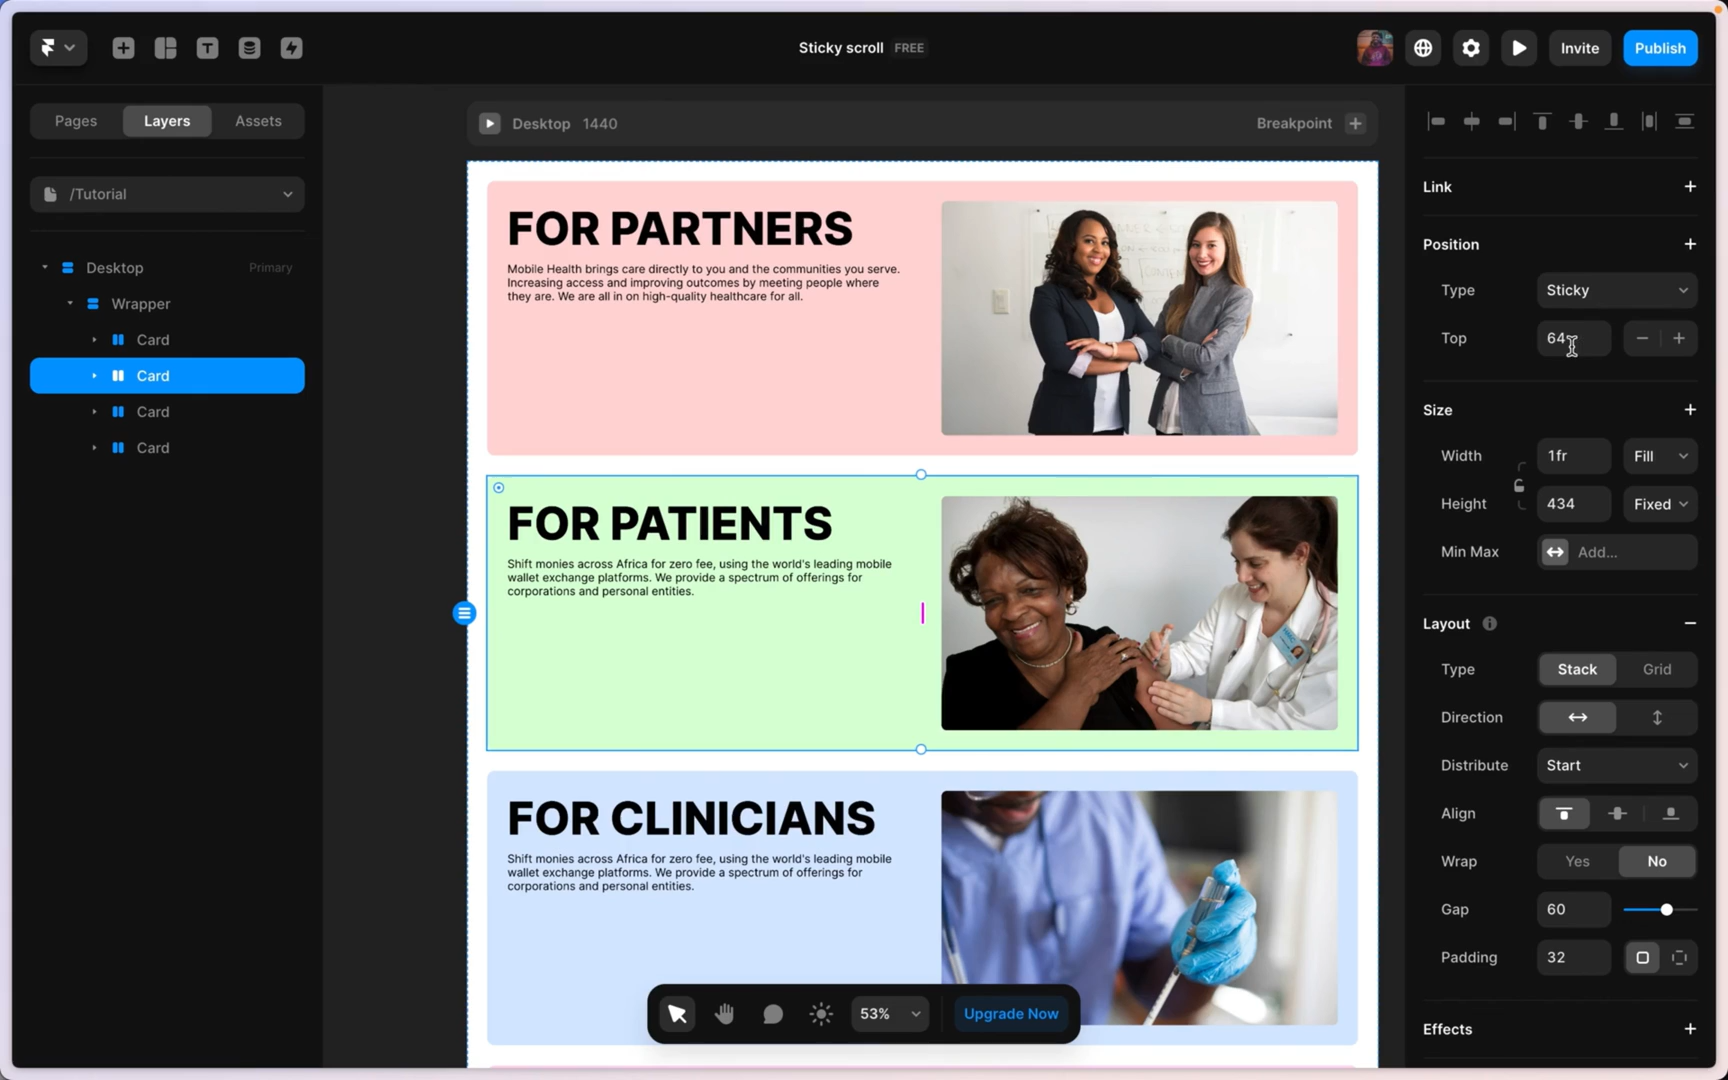 Sticky scroll FREE
Invite
Publish
Pages
Layers
Assets
/Tutorial
Desktop Primary
Wrapper
Card
Card
Card
Card
Desktop 1440
Breakpoint
FOR PARTNERS
Mobile Health brings care directly to you and the communities you serve.
Increasing access and improving outcomes by meeting people where
they are. We are all in on high-quality healthcare for all.
FOR PATIENTS
Shift monies across Africa for zero fee, using the world's leading mobile
wallet exchange platforms. We provide a spectrum of offerings for
corporations and personal entities.
FOR CLINICIANS
Shift monies across Africa for zero fee, using the world's leading mobile
wallet exchange platforms. We provide a spectrum of offerings for
corporations and personal entities.
53%
Upgrade Now
Link
Position
Type Sticky
Top 64
Size
Width 1fr Fill
Height 434 Fixed
Min Max Add...
Layout
Type Stack Grid
Direction
Distribute Start
Align
Wrap Yes No
Gap 60
Padding 32
Effects